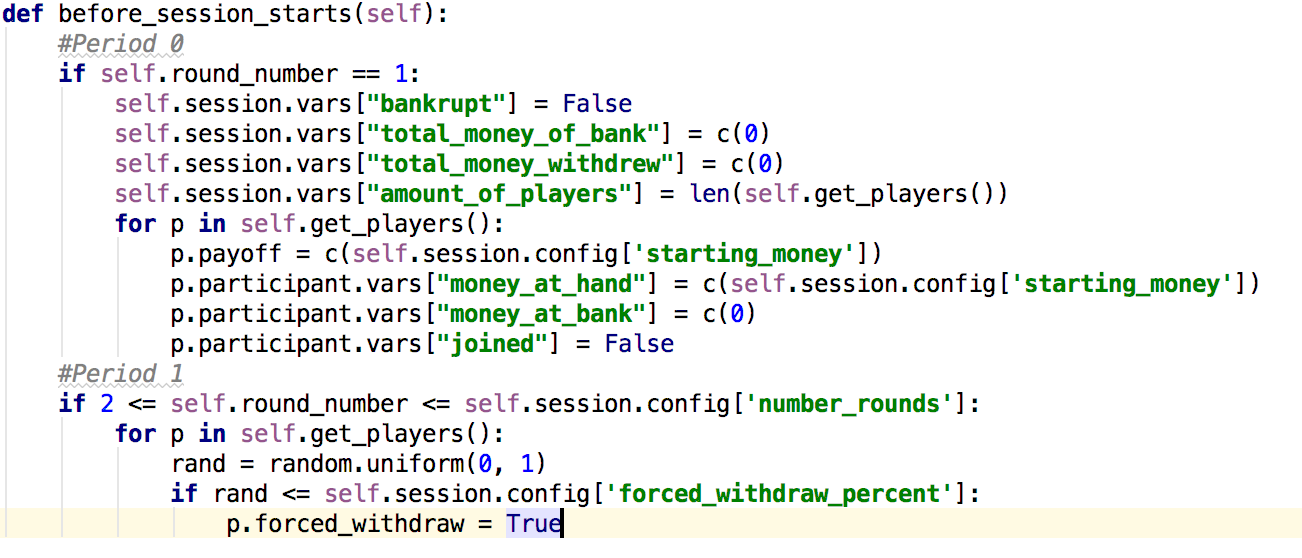 def before_session_starts(self):
    #Period 0
    if self.round_number == 1:
        self.session.vars["bankrupt"] = False
        self.session.vars["total_money_of_bank"] = c(0)
        self.session.vars["total_money_withdrew"] = c(0)
        self.session.vars["amount_of_players"] = len(self.get_players())
        for p in self.get_players():
            p.payoff = c(self.session.config['starting_money'])
            p.participant.vars["money_at_hand"] = c(self.session.config['starting_money'])
            p.participant.vars["money_at_bank"] = c(0)
            p.participant.vars["joined"] = False
    #Period 1
    if 2 <= self.round_number <= self.session.config['number_rounds']:
        for p in self.get_players():
            rand = random.uniform(0, 1)
            if rand <= self.session.config['forced_withdraw_percent']:
                p.forced_withdraw = True